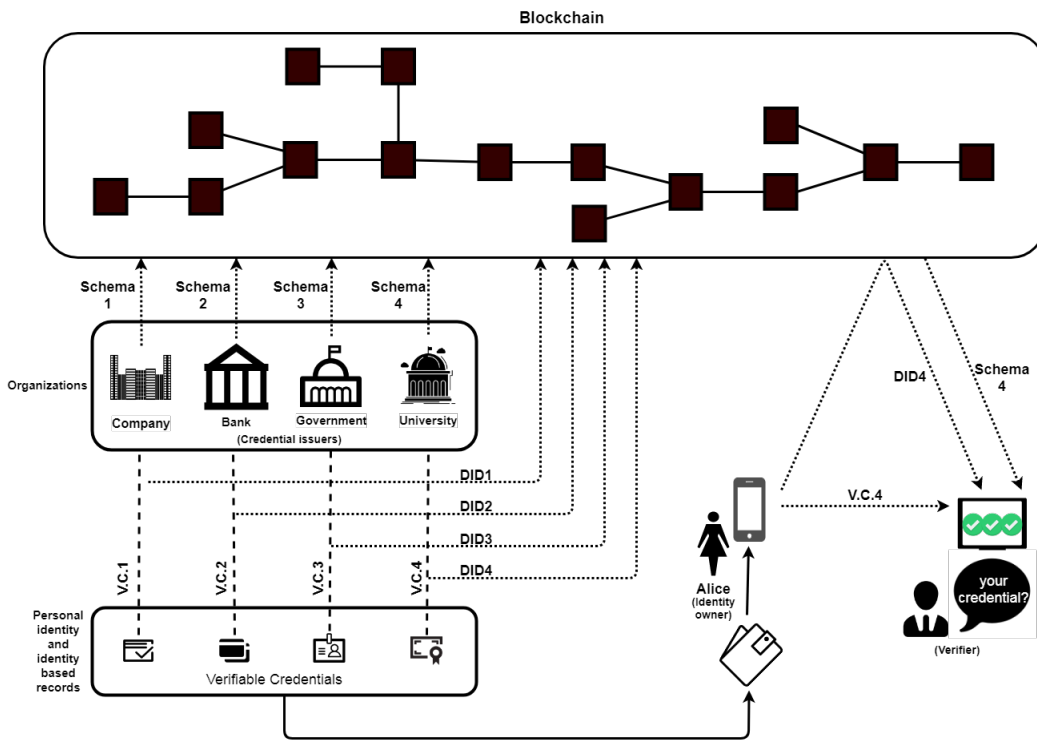 Blockchain
Schema
1
Schema
2
Schema
3
Schema
4
Organizations
Company
Bank
Government
University
(Credential issuers)
DID4
Schema
4
DID1
DID2
DID3
DID4
V.C.1
V.C.2
V.C.3
V.C.4
V.C.4
Alice
(Identity
owner)
your
credential?
(Verifier)
Personal
identity and
identity
based
records
Verifiable Credentials